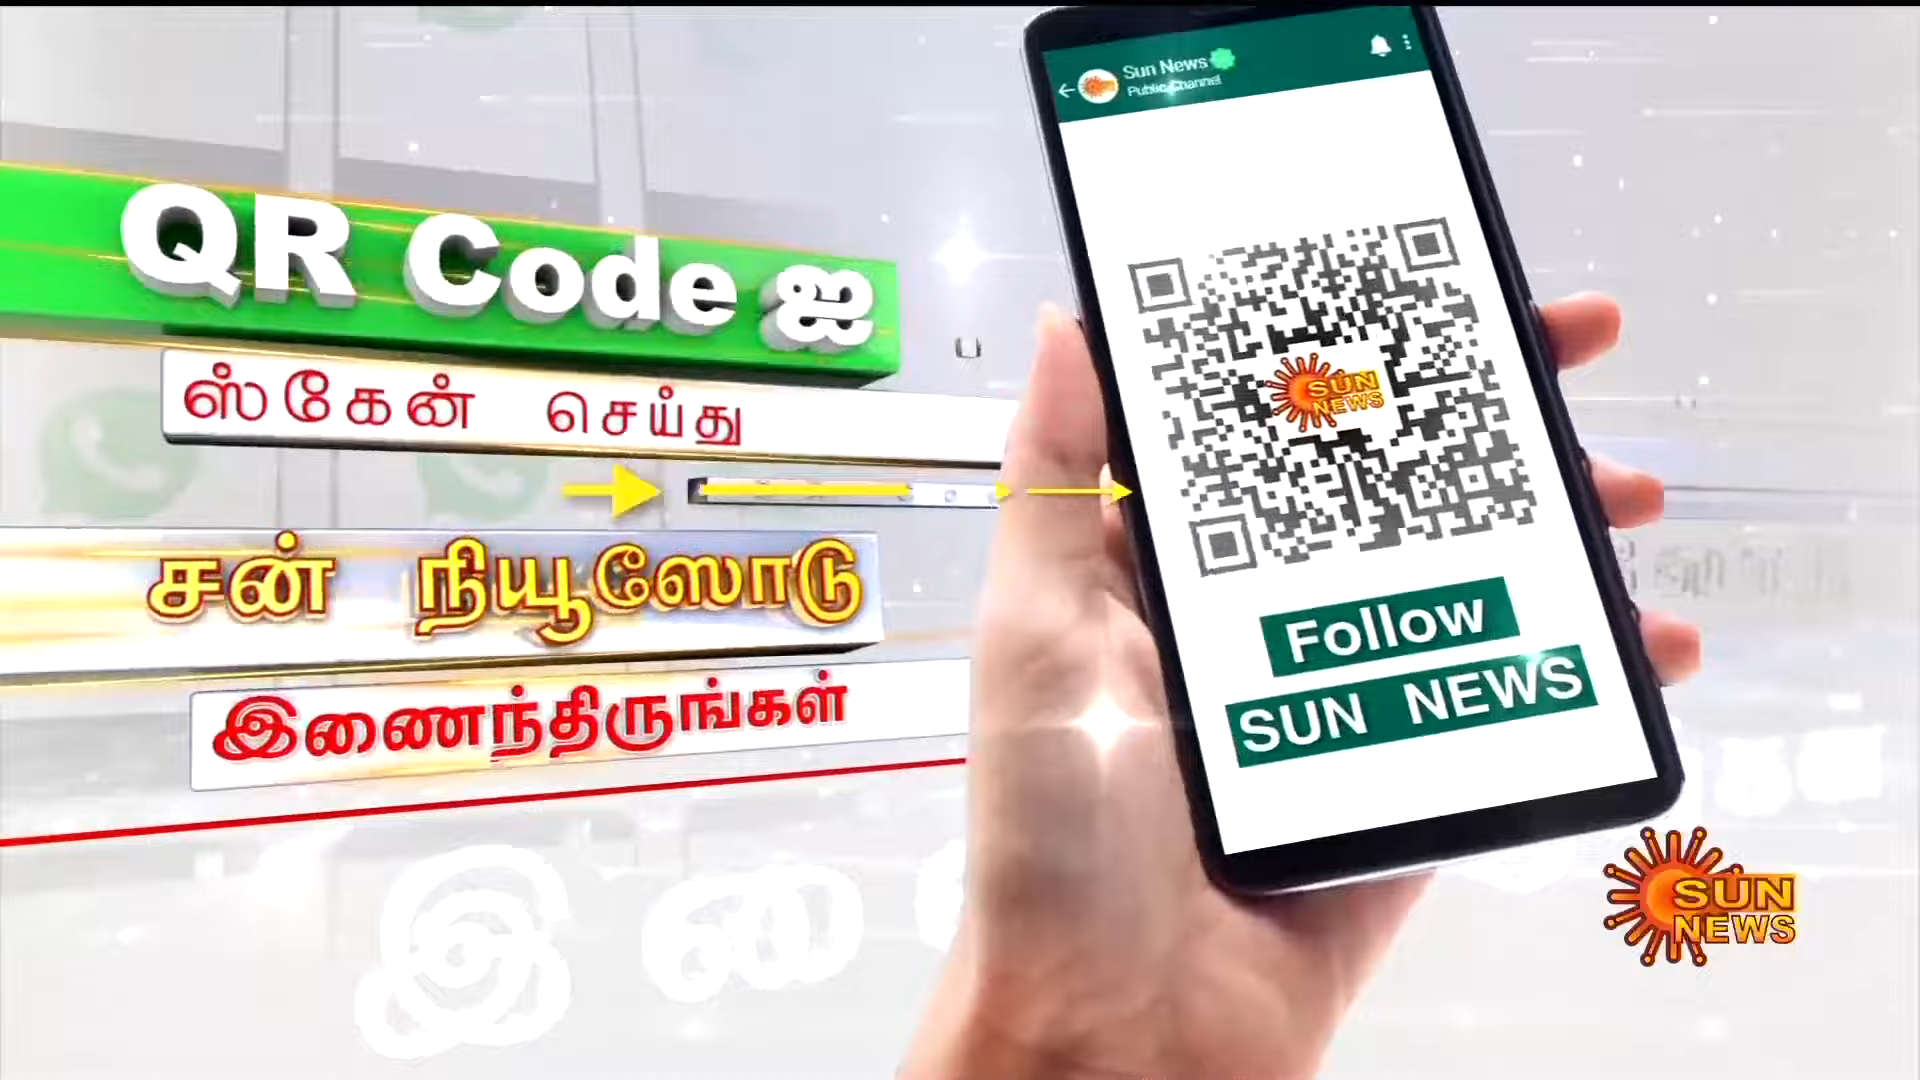 QR Code ஐ
ஸ்கேன் செய்து
சன் நியூஸோடு
இணைந்திருங்கள்
Sun News
Public Channel
SUN
NEWS
Follow
SUN NEWS
SUN
NEWS